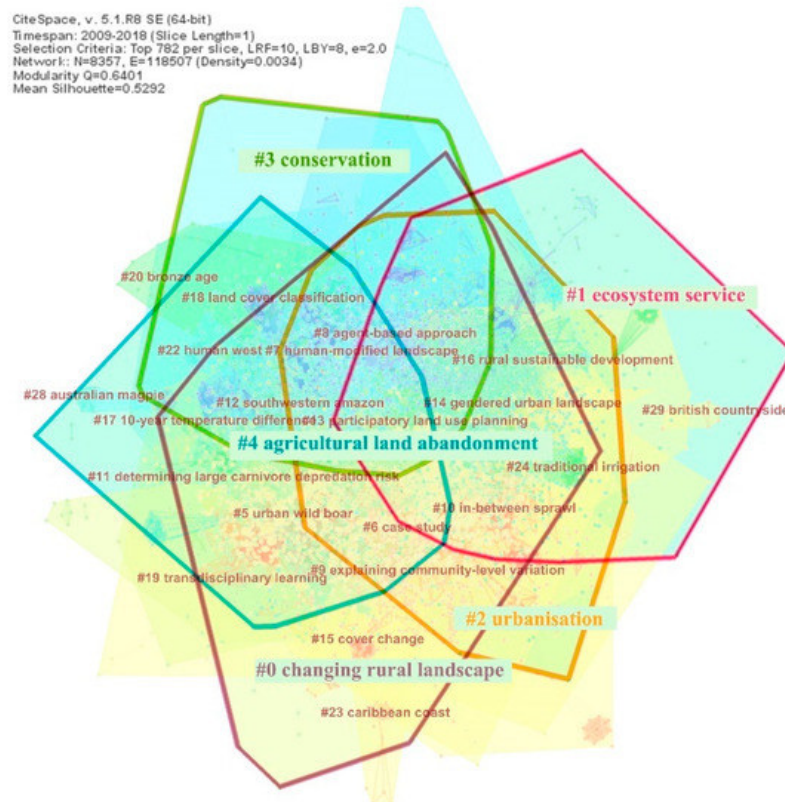 CiteSpace, v. 5.1.R8 SE (64-bit)
Timespan: 2009-2018 (Slice Length=1)
Selection Criteria: Top 782 per slice, LRF=10, LBY=8, e=2.0
Network: N=8357, E=118507 (Density=0.0034)
Modularity Q=0.6401
Mean Silhouette=0.5292
#3 conservation
#20 bronze age
#18 land cover classification
#1 ecosystem service
#8 agent-based approach
#22 human west
#7 human-modified landscape
#16 rural sustainable development
#28 australian magpie
#12 southwestern amazon
#14 gendered urban landscape
#29 british countryside
#17 10-year temperature difference
#13 participatory land use planning
#4 agricultural land abandonment
#11 determining large carnivore depredation risk
#24 traditional irrigation
#5 urban wild boar
#10 in-between sprawl
#6 case study
#19 transdisciplinary learning
#9 explaining community-level variation
#2 urbanisation
#15 cover change
#0 changing rural landscape
#23 caribbean coast